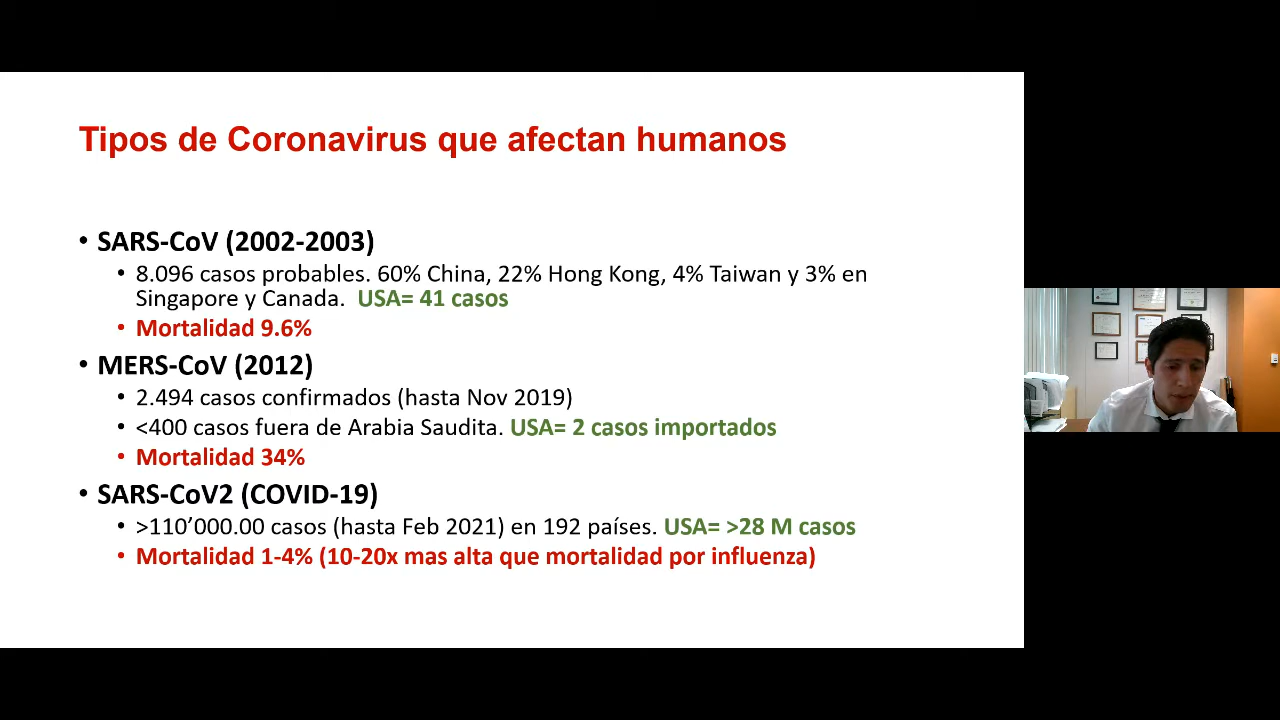 Tipos de Coronavirus que afectan humanos
• SARS-CoV (2002-2003)
• 8.096 casos probables. 60% China, 22% Hong Kong, 4% Taiwan y 3% en
Singapore y Canada. USA= 41 casos
• Mortalidad 9.6%
• MERS-CoV (2012)
• 2.494 casos confirmados (hasta Nov 2019)
• <400 casos fuera de Arabia Saudita. USA= 2 casos importados
• Mortalidad 34%
• SARS-CoV2 (COVID-19)
• >110’000.00 casos (hasta Feb 2021) en 192 países. USA= >28 M casos
• Mortalidad 1-4% (10-20x mas alta que mortalidad por influenza)